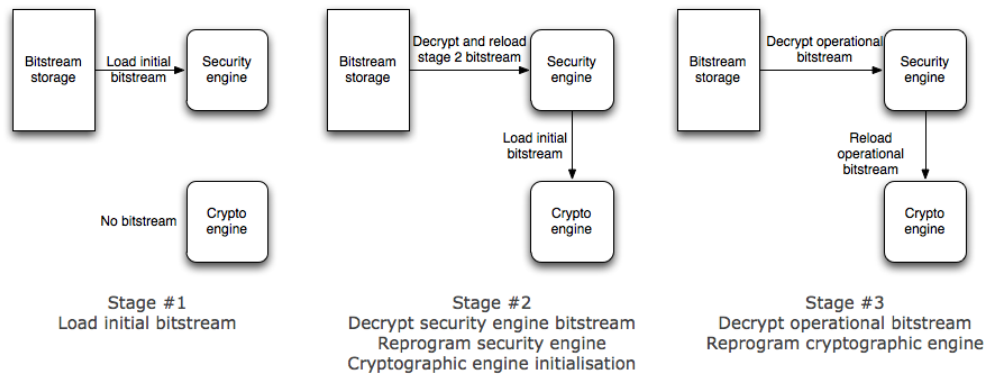 Bitstream
storage
Load initial
bitstream
Security
engine
No bitstream
Crypto
engine
Stage #1
Load initial bitstream
Bitstream
storage
Decrypt and reload
stage 2 bitstream
Security
engine
Load initial
bitstream
Crypto
engine
Stage #2
Decrypt security engine bitstream
Reprogram security engine
Cryptographic engine initialisation
Bitstream
storage
Decrypt operational
bitstream
Security
engine
Reload
operational
bitstream
Crypto
engine
Stage #3
Decrypt operational bitstream
Reprogram cryptographic engine